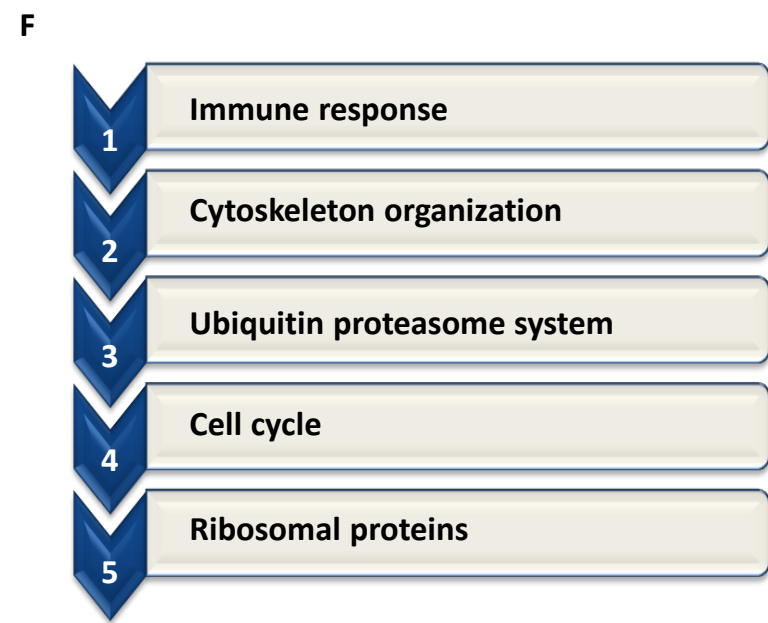 F
1 Immune response
2 Cytoskeleton organization
3 Ubiquitin proteasome system
4 Cell cycle
5 Ribosomal proteins